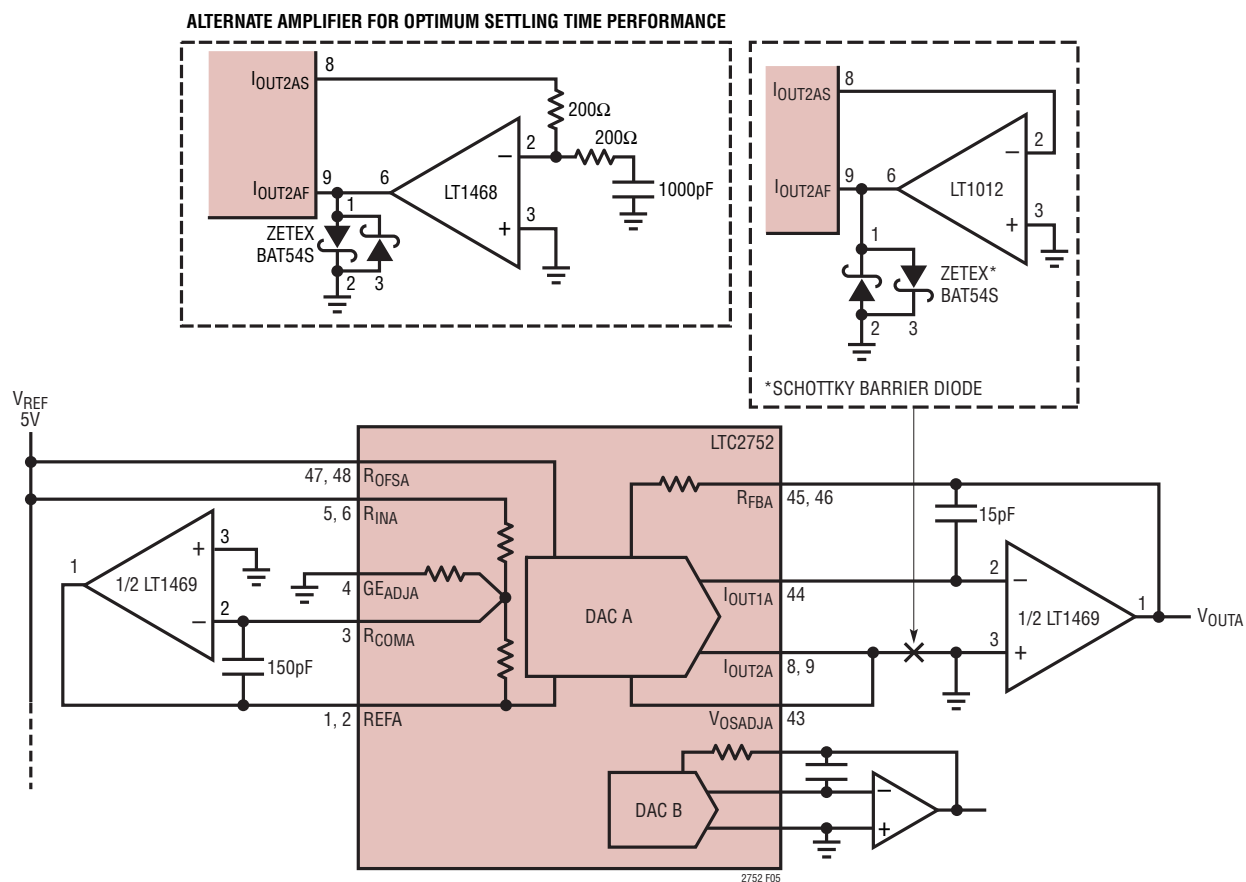 ALTERNATE AMPLIFIER FOR OPTIMUM SETTLING TIME PERFORMANCE
IOUT2AS
8
200Ω
200Ω
2
−
1000pF
LT1468
IOUT2AF
9
6
1
+
3
ZETEX
BAT54S
2
3
IOUT2AS
8
2
−
IOUT2AF
9
6
LT1012
+
3
1
ZETEX*
BAT54S
2
3
*SCHOTTKY BARRIER DIODE
VREF
5V
LTC2752
47, 48
ROFSA
5, 6
RINA
RFBA
45, 46
15pF
1
+
3
1/2 LT1469
−
2
4
GEADJA
3
RCOMA
150pF
1, 2
REFA
DAC A
IOUT1A
44
2
−
1/2 LT1469
1
VOUTA
IOUT2A
8, 9
3
+
VOSADJA
43
DAC B
−
+
2752 F05